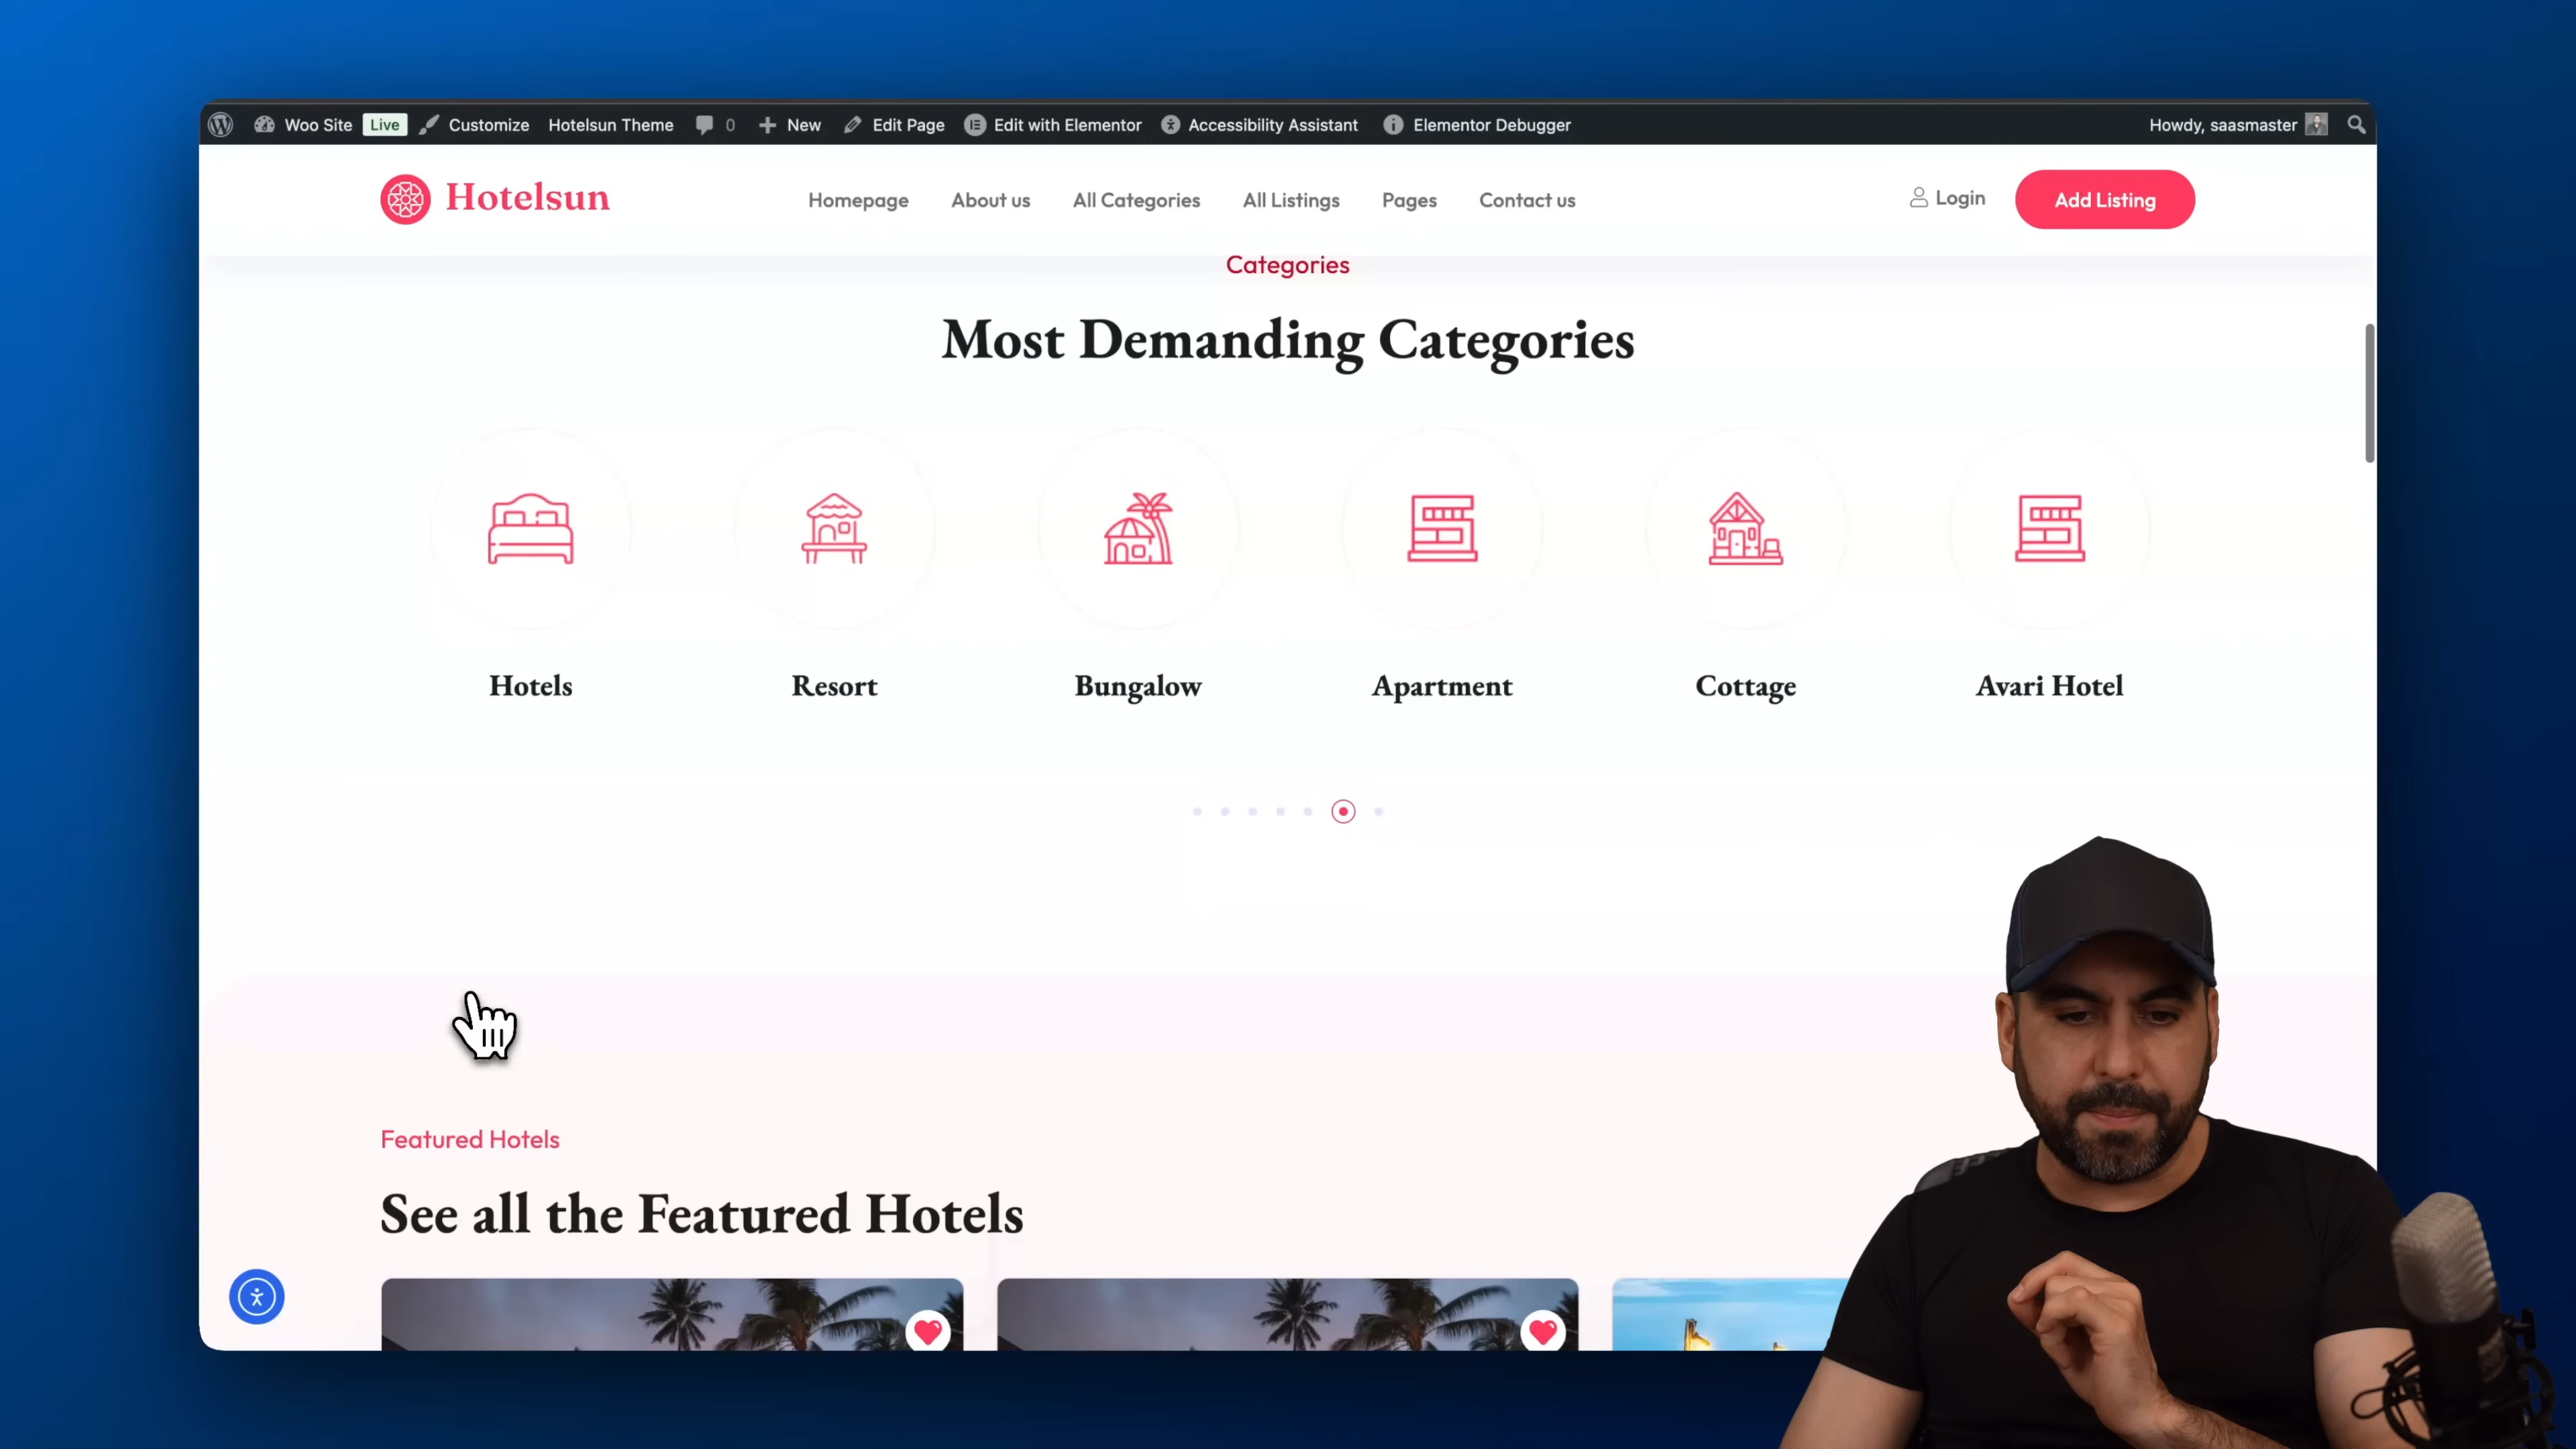 Woo Site Live Customize Hotelsun Theme 0 New Edit Page Edit with Elementor Accessibility Assistant Elementor Debugger Howdy, saasmaster
Hotelsun Homepage About us All Categories All Listings Pages Contact us Login Add Listing
Categories
Most Demanding Categories
Hotels Resort Bungalow Apartment Cottage Avari Hotel
Featured Hotels
See all the Featured Hotels